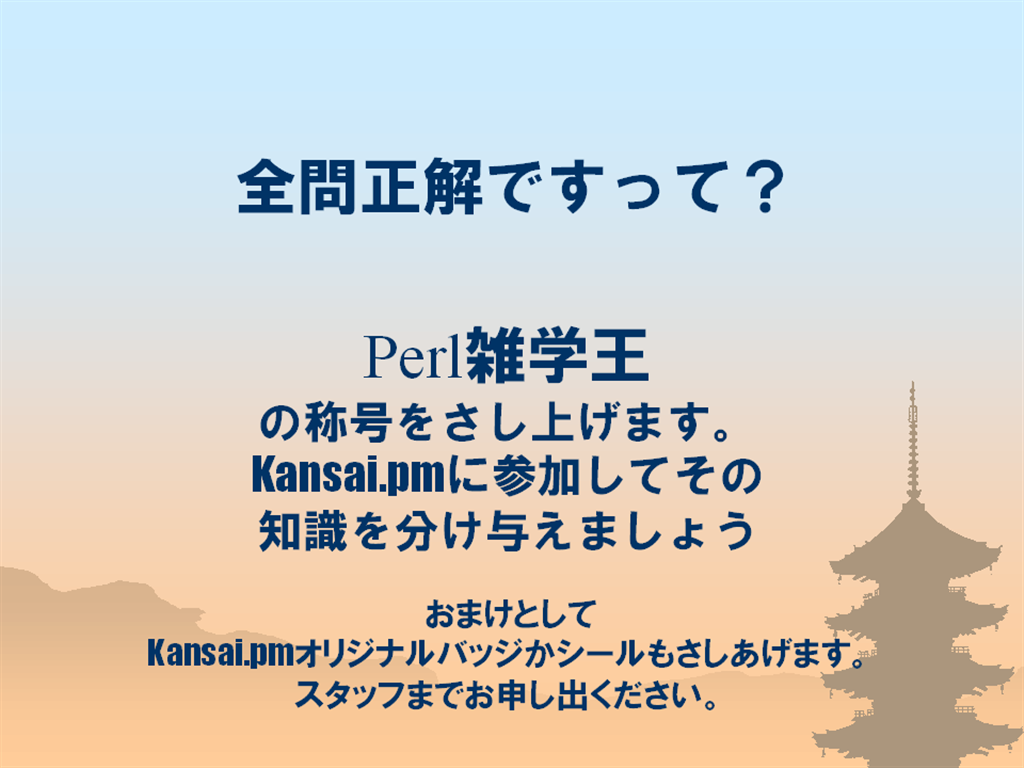 全問正解ですって？
Perl雑学王
の称号をさし上げます。
Kansai.pmに参加してその
知識を分け与えましょう
おまけとして
Kansai.pmオリジナルバッジかシールもさしあげます。
スタッフまでお申し出ください。